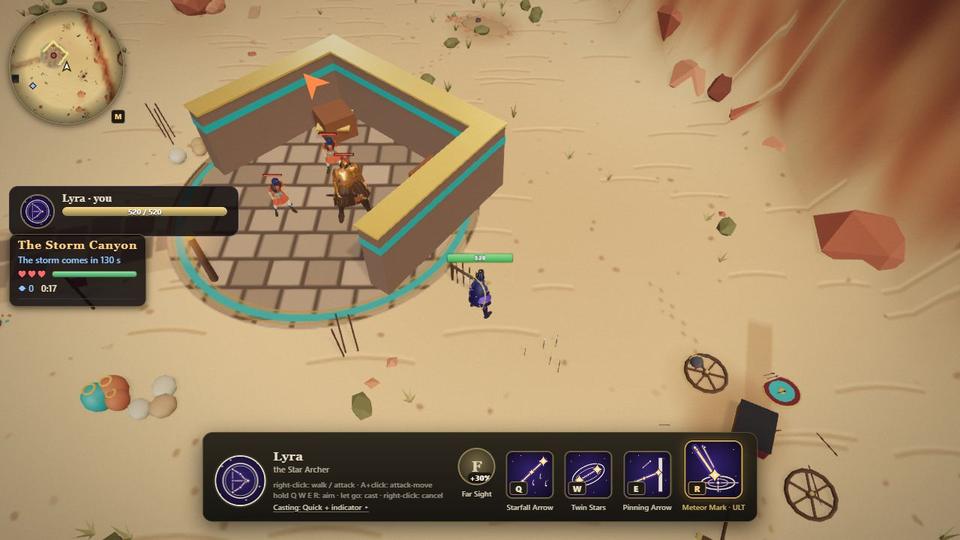 M
Lyra · you
520 / 520
The Storm Canyon
The storm comes in 130 s
0 0:17
520
Lyra
the Star Archer
right-click: walk / attack · A+click: attack-move
hold Q W E R: aim · let go: cast · right-click: cancel
Casting: Quick + indicator
F
+30%
Far Sight
Q
Starfall Arrow
W
Twin Stars
E
Pinning Arrow
R
Meteor Mark · ULT